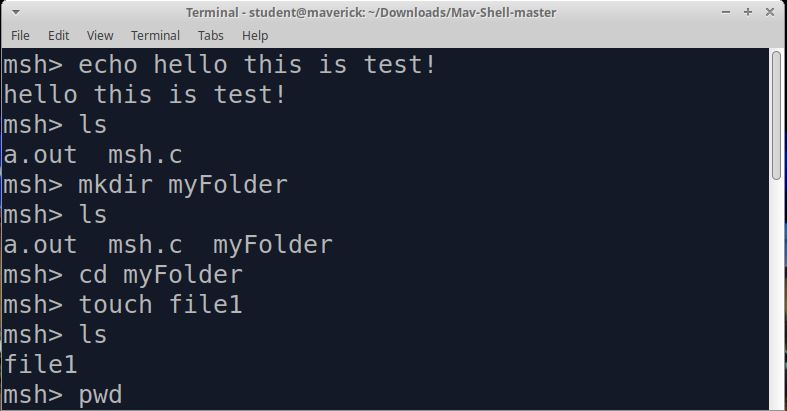 Terminal - student@maverick: ~/Downloads/Mav-Shell-master
File Edit View Terminal Tabs Help
msh> echo hello this is test!
hello this is test!
msh> ls
a.out  msh.c
msh> mkdir myFolder
msh> ls
a.out  msh.c  myFolder
msh> cd myFolder
msh> touch file1
msh> ls
file1
msh> pwd